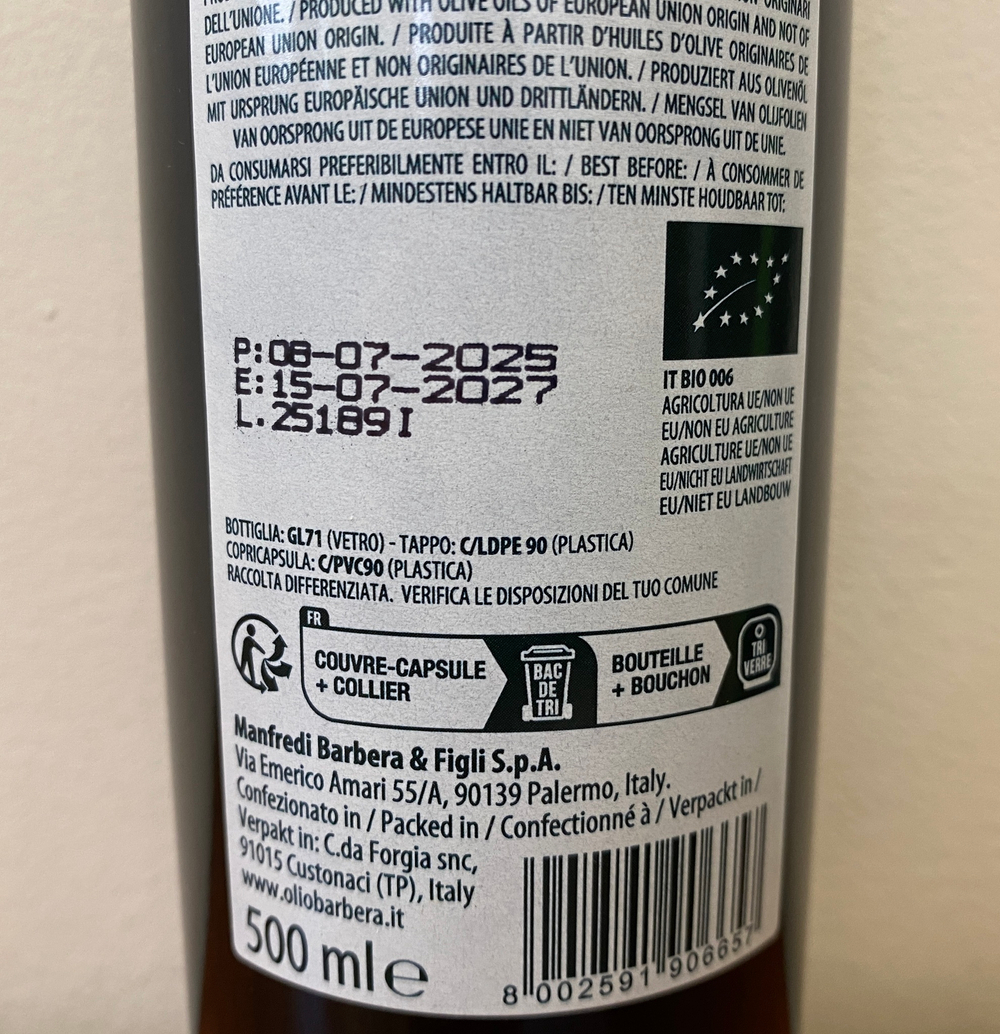 DELL'UNIONE. / PRODUCED WITH OLIVE OILS OF EUROPEAN UNION ORIGIN AND NOT OF
EUROPEAN UNION ORIGIN. / PRODUITE À PARTIR D'HUILES D'OLIVE ORIGINAIRES DE
L'UNION EUROPÉENNE ET NON ORIGINAIRES DE L'UNION. / PRODUZIERT AUS OLIVENÖL
MIT URSPRUNG EUROPÄISCHE UNION UND DRITTLÄNDERN. / MENGSEL VAN OLIJFOLIEN
VAN OORSPRONG UIT DE EUROPESE UNIE EN NIET VAN OORSPRONG UIT DE UNIE.
DA CONSUMARSI PREFERIBILMENTE ENTRO IL: / BEST BEFORE: / À CONSOMMER DE
PRÉFÉRENCE AVANT LE: / MINDESTENS HALTBAR BIS: / TEN MINSTE HOUDBAAR TOT:
P:08-07-2025
E:15-07-2027
L.25189I
IT BIO 006
AGRICOLTURA UE/NON UE
EU/NON EU AGRICULTURE
AGRICULTURE UE/NON UE
EU/NICHT EU LANDWIRTSCHAFT
EU/NIET EU LANDBOUW
BOTTIGLIA: GL71 (VETRO) - TAPPO: C/LDPE 90 (PLASTICA)
COPRICAPSULA: C/PVC90 (PLASTICA)
RACCOLTA DIFFERENZIATA. VERIFICA LE DISPOSIZIONI DEL TUO COMUNE
FR
COUVRE-CAPSULE
+ COLLIER
BAC
DE
TRI
BOUTEILLE
+ BOUCHON
TRI
VERRE
Manfredi Barbera & Figli S.p.A.
Via Emerico Amari 55/A, 90139 Palermo, Italy.
Confezionato in / Packed in / Confectionné à / Verpackt in /
Verpakt in: C.da Forgia snc,
91015 Custonaci (TP), Italy
www.oliobarbera.it
500 ml e
8 002591 906657